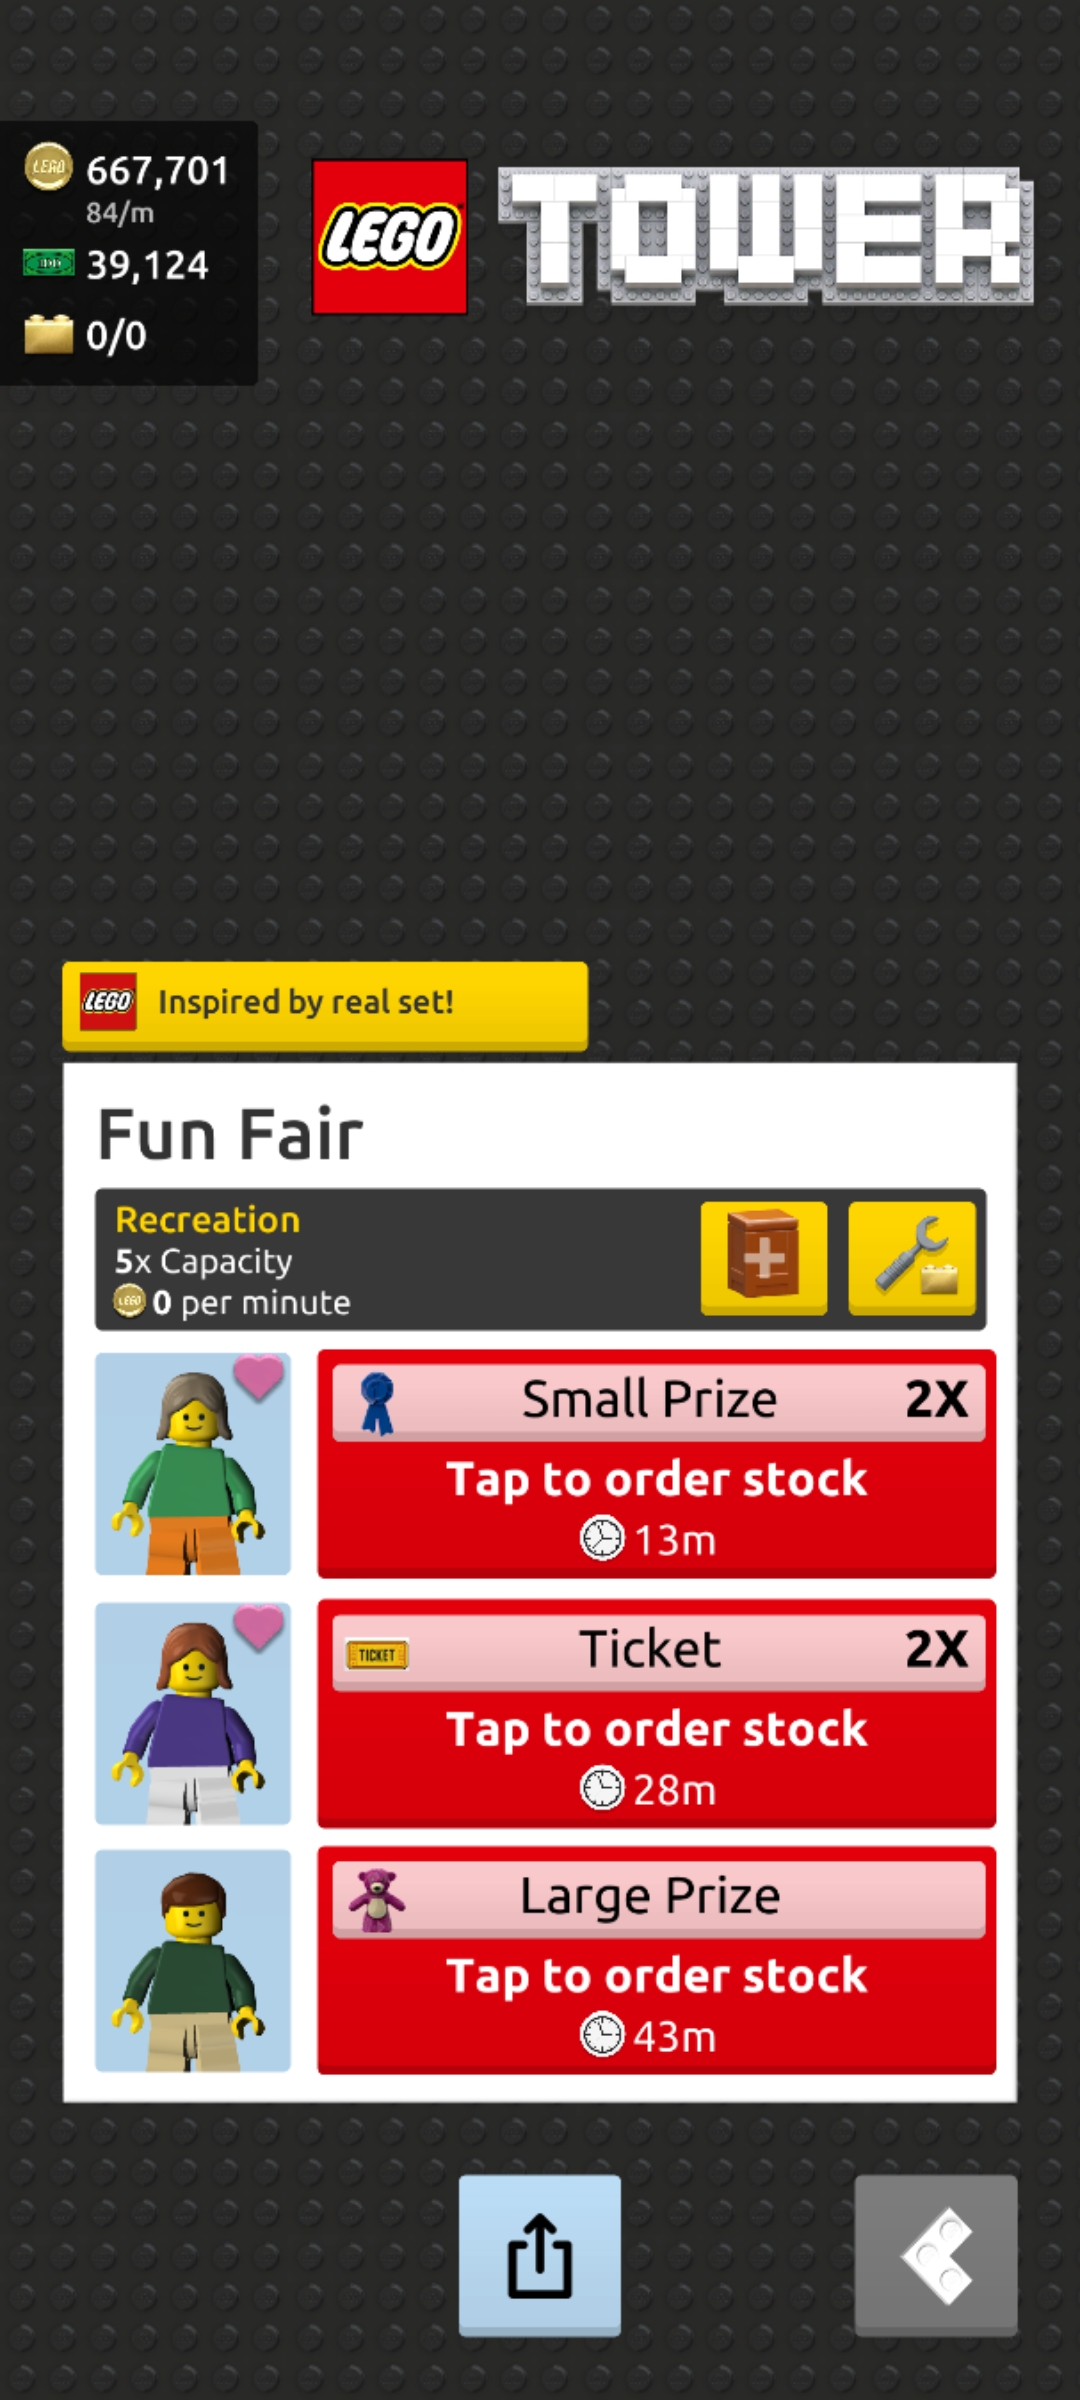 667,701
84/m
39,124
0/0
LEGO TOWER
LEGO Inspired by real set!
Fun Fair
Recreation
5x Capacity
0 per minute
Small Prize 2X
Tap to order stock
13m
TICKET Ticket 2X
Tap to order stock
28m
Large Prize
Tap to order stock
43m